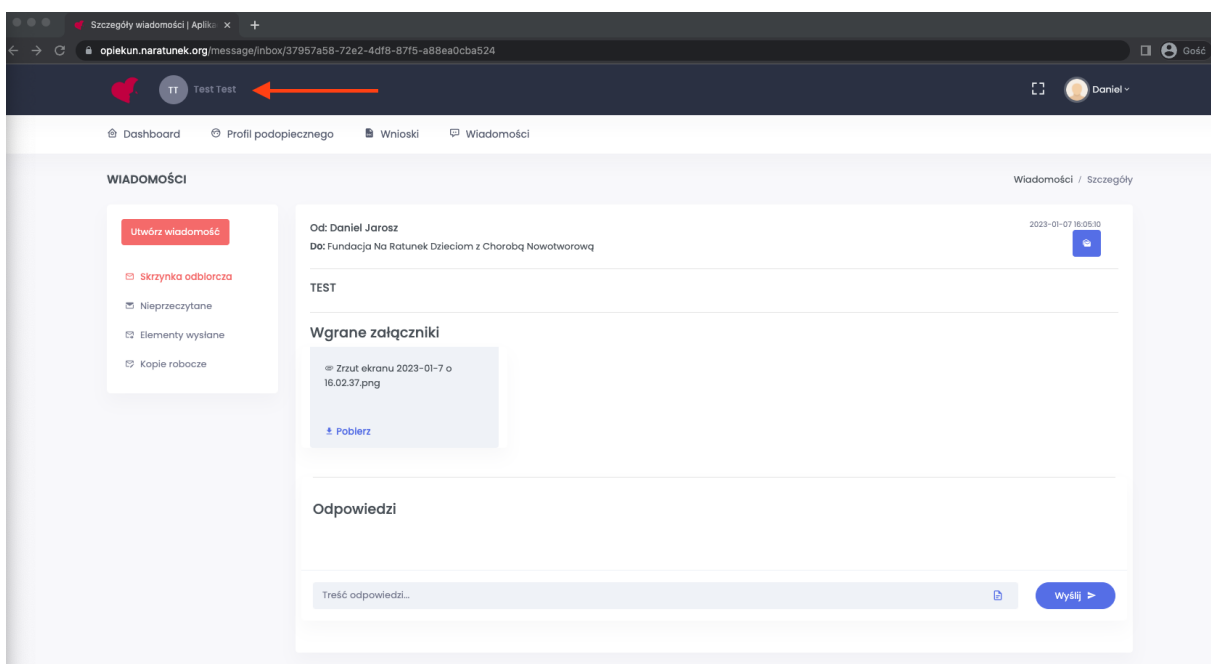 Szczegóły wiadomości | Aplika
opiekun.naratunek.org/message/inbox/37957a58-72e2-4df8-87f5-a88ea0cba524
Gość
TT Test Test
Daniel
Dashboard Profil podopiecznego Wnioski Wiadomości
WIADOMOŚCI
Wiadomości / Szczegóły
Utwórz wiadomość
Skrzynka odbiorcza
Nieprzeczytane
Elementy wysłane
Kopie robocze
Od: Daniel Jarosz
2023-01-07 16:05:10
Do: Fundacja Na Ratunek Dzieciom z Chorobą Nowotworową
TEST
Wgrane załączniki
Zrzut ekranu 2023-01-7 o
16.02.37.png
Pobierz
Odpowiedzi
Treść odpowiedzi...
Wyślij